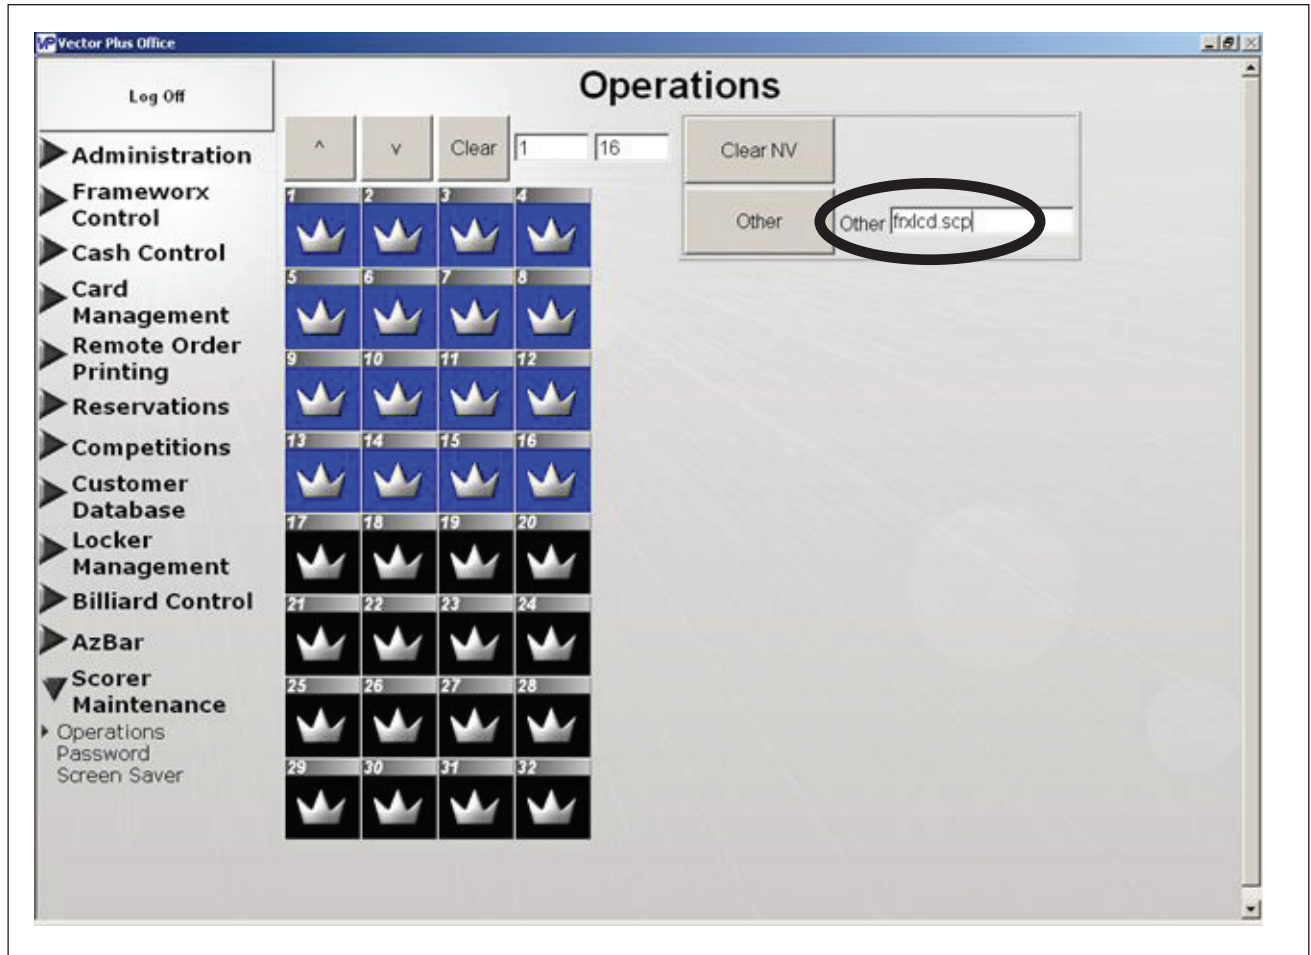 VP Vector Plus Office
Log Off
Operations
^
v
Clear
1
16
Clear NV
Other
Other frxlcd.scp
Administration
Frameworx
Control
Cash Control
Card
Management
Remote Order
Printing
Reservations
Competitions
Customer
Database
Locker
Management
Billiard Control
AzBar
Scorer
Maintenance
Operations
Password
Screen Saver
1 2 3 4
5 6 7 8
9 10 11 12
13 14 15 16
17 18 19 20
21 22 23 24
25 26 27 28
29 30 31 32